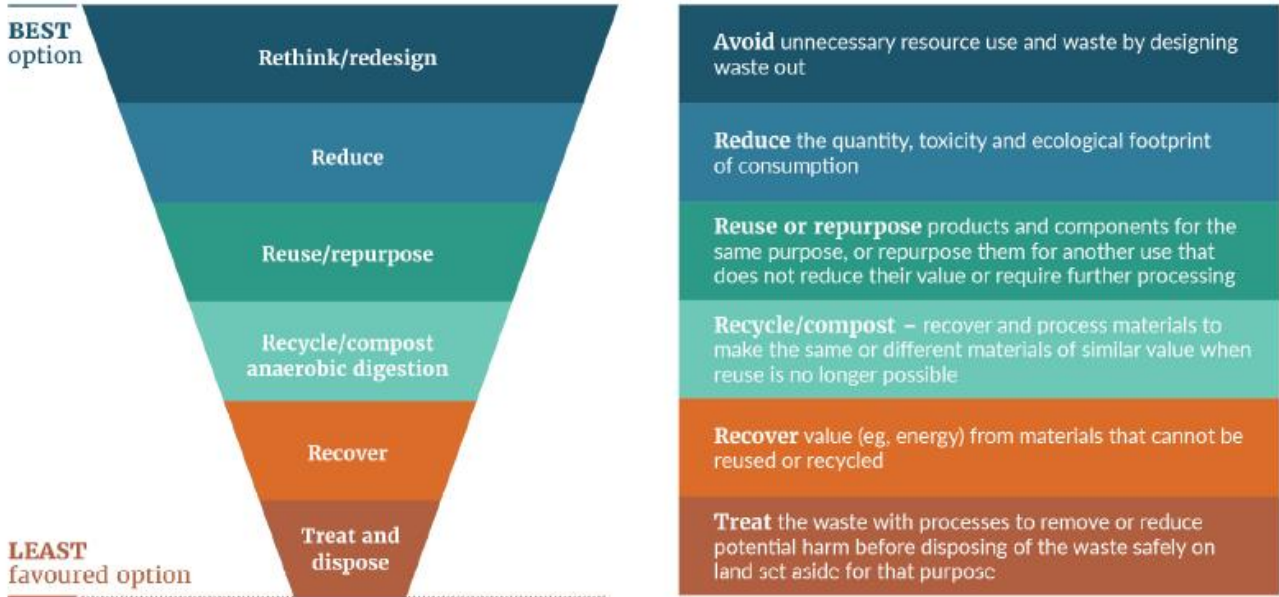 BEST
option
Rethink/redesign
Reduce
Reuse/repurpose
Recycle/compost
anaerobic digestion
Recover
Treat and
dispose
LEAST
favoured option
Avoid unnecessary resource use and waste by designing
waste out
Reduce the quantity, toxicity and ecological footprint
of consumption
Reuse or repurpose products and components for the
same purpose, or repurpose them for another use that
does not reduce their value or require further processing
Recycle/compost – recover and process materials to
make the same or different materials of similar value when
reuse is no longer possible
Recover value (eg, energy) from materials that cannot be
reused or recycled
Treat the waste with processes to remove or reduce
potential harm before disposing of the waste safely on
land set aside for that purpose